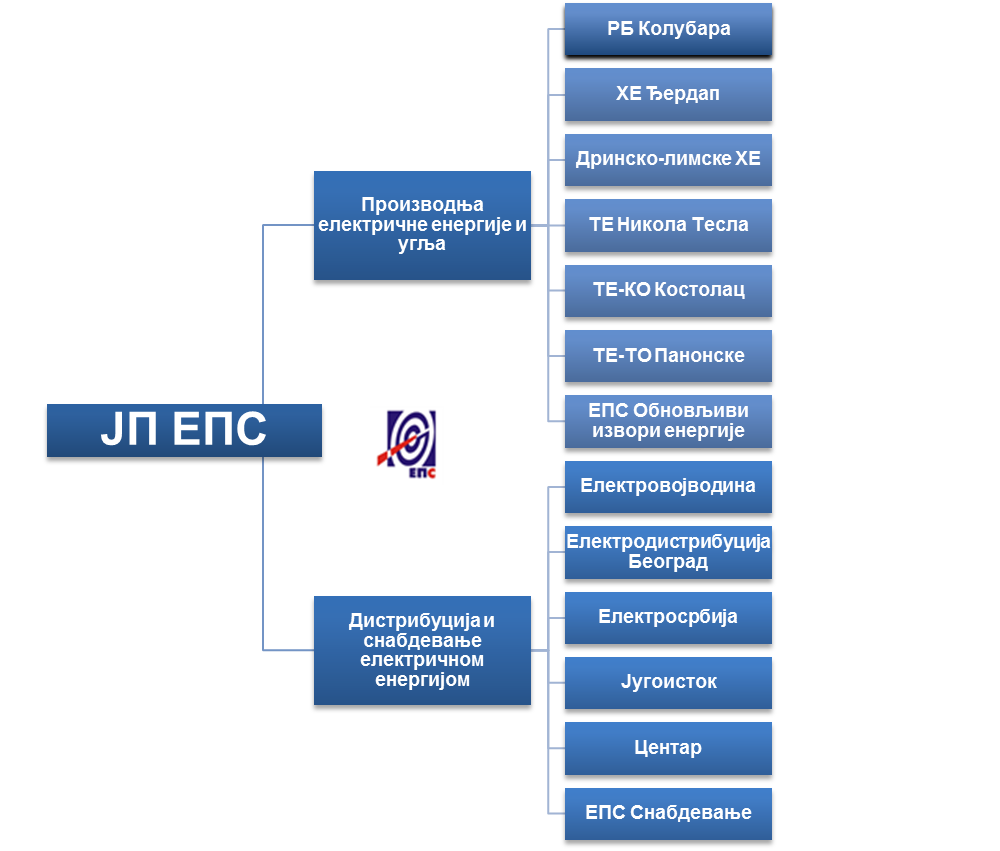 РБ Колубара
ХЕ Ђердап
Дринско-лимске ХЕ
Производња
електричне енергије и
угља
ТЕ Никола Тесла
ТЕ-КО Костолац
ТЕ-ТО Панонске
ЕПС Обновљиви
извори енергије
ЈП ЕПС
ЕПС
Електровојводина
Електродистрибуција
Београд
Дистрибуција и
снабдевање
електричном
енергијом
Електросрбија
Југоисток
Центар
ЕПС Снабдевање